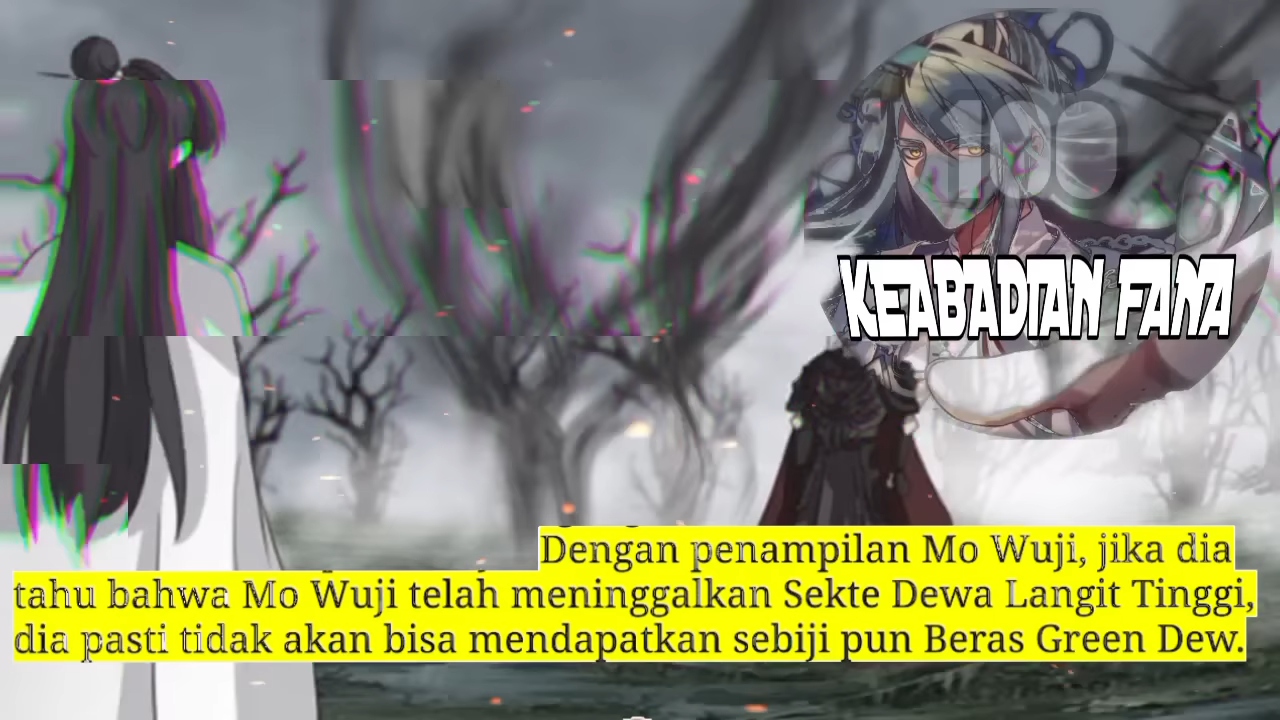 100
KEABADIAN FANA
Dengan penampilan Mo Wuji, jika dia
tahu bahwa Mo Wuji telah meninggalkan Sekte Dewa Langit Tinggi,
dia pasti tidak akan bisa mendapatkan sebiji pun Beras Green Dew.